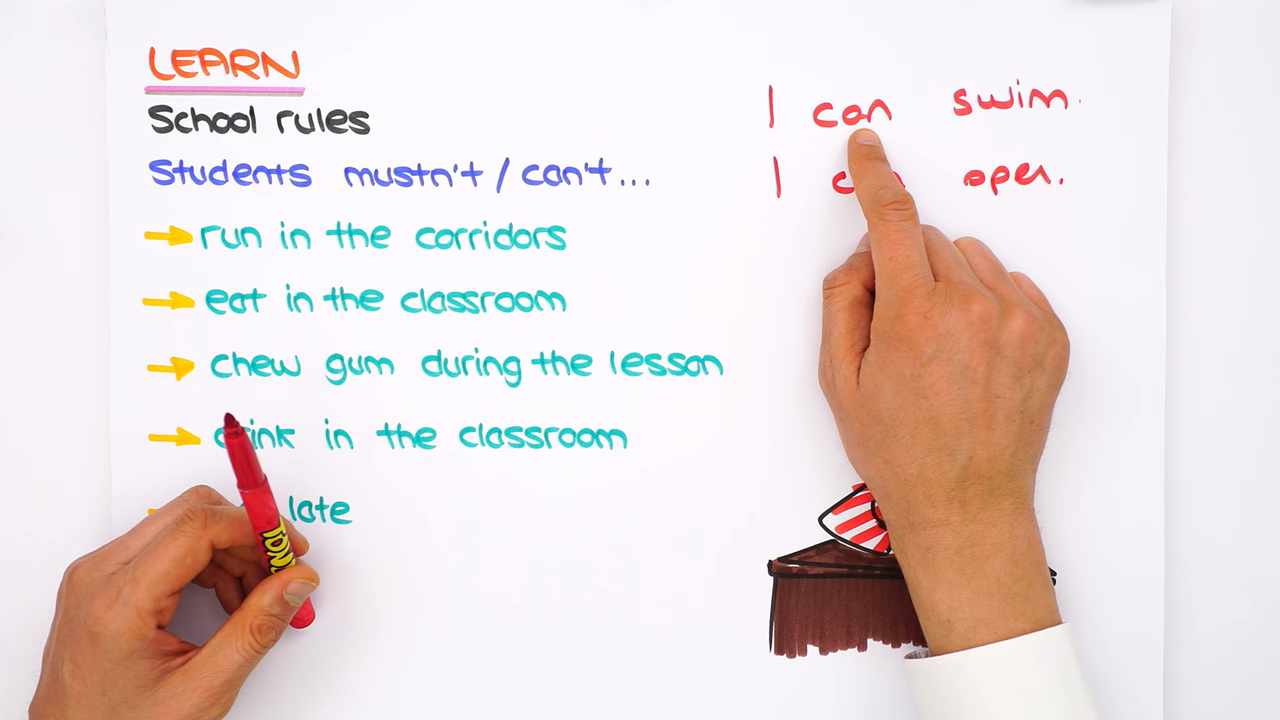 LEARN
School rules
Students mustn't / can't...
run in the corridors
eat in the classroom
chew gum during the lesson
in the classroom
late
I can swim.
I open.